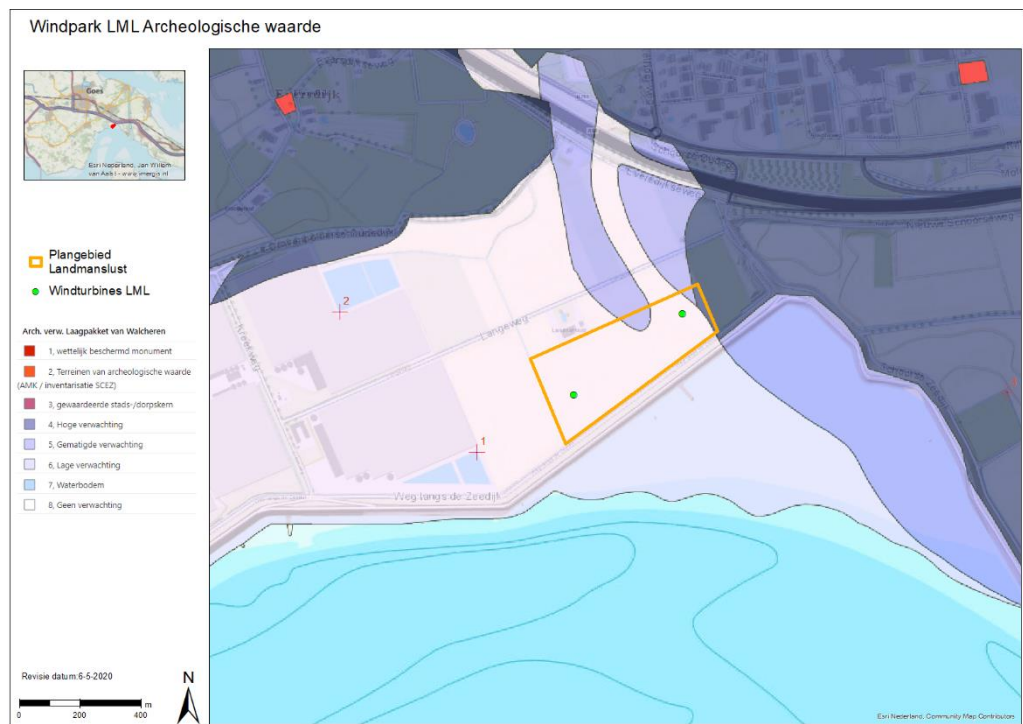 Windpark LML Archeologische waarde
Goes
Esri Nederland, Jan Willem
van Aalst - www.imergis.nl
Plangebied
Landmanslust
Windturbines LML
Arch. verw. Laagpakket van Walcheren
1, wettelijk beschermd monument
2, Terreinen van archeologische waarde
(AMK / inventarisatie SCEZ)
3, gewaardeerde stads-/dorpskern
4, Hoge verwachting
5, Gematigde verwachting
6, Lage verwachting
7, Waterbodem
8, Geen verwachting
Revisie datum:6-5-2020
N
0
200
400
m
2
Langeweg
1
Weg langs de Zeedijk
Esri Nederland, Community Map Contributors